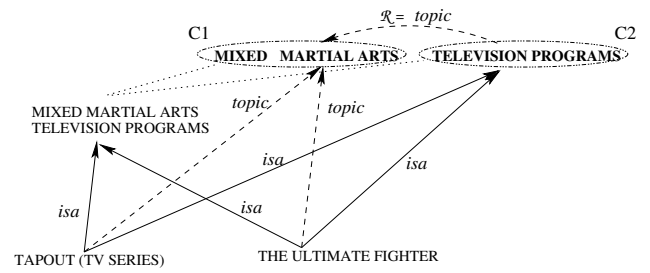 ℛ = topic
C1 C2
MIXED MARTIAL ARTS TELEVISION PROGRAMS
MIXED MARTIAL ARTS
TELEVISION PROGRAMS
topic topic
isa
isa
isa isa
TAPOUT (TV SERIES) THE ULTIMATE FIGHTER